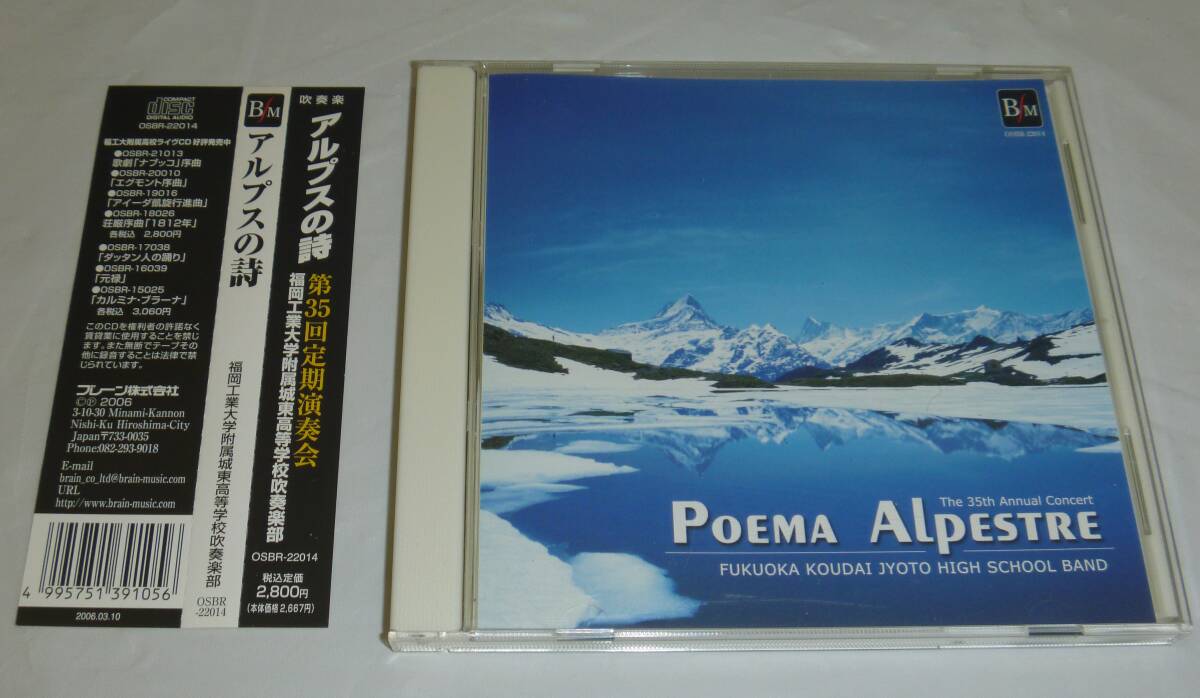 COMPACT
disc
DIGITAL AUDIO
OSBR-22014
福工大附属高校ライヴCD 好評発売中
●OSBR-21013
歌劇「ナブッコ」序曲
●OSBR-20010
「エグモント序曲」
●OSBR-19016
「アイーダ凱旋行進曲」
●OSBR-18026
荘厳序曲「1812年」
各税込 2,800円
●OSBR-17038
「ダッタン人の踊り」
●OSBR-16039
「元禄」
●OSBR-15025
「カルミナ・ブラーナ」
各税込 3,060円
このCDを権利者の許諾なく
賃貸業に使用することを禁じ
ます。また無断でテープその
他に録音することは法律で禁
じられています。
ブレーン株式会社
©℗ 2006
3-10-30 Minami-Kannon
Nishi-Ku Hiroshima-City
Japan〒733-0035
Phone:082-293-9018
E-mail
brain_co_ltd@brain-music.com
URL
http://www.brain-music.com
4 995751 391056
2006.03.10
BfM
アルプスの詩
福岡工業大学附属城東高等学校吹奏楽部
OSBR
-22014
吹奏楽
アルプスの詩
第35回定期演奏会
福岡工業大学附属城東高等学校吹奏楽部
OSBR-22014
税込定価
2,800円
(本体価格2,667円)
BfM
OSBR-22014
The 35th Annual Concert
POEMA ALPESTRE
FUKUOKA KOUDAI JYOTO HIGH SCHOOL BAND